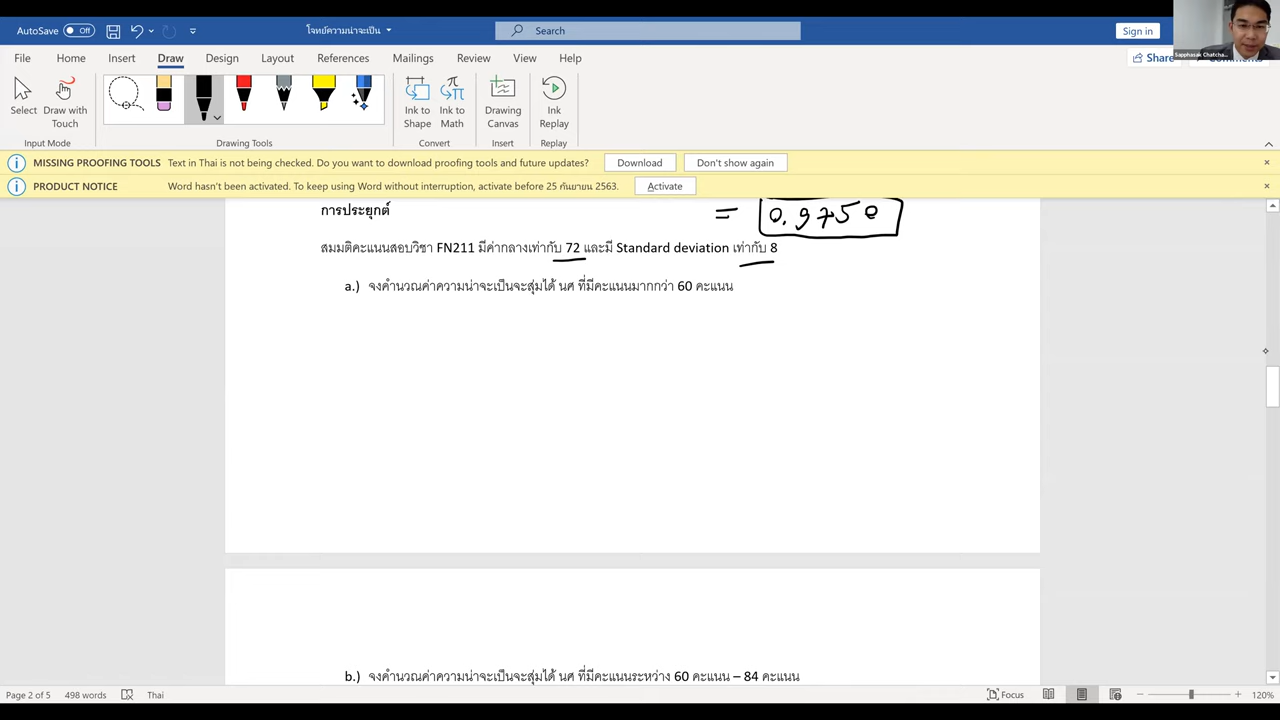 AutoSave Off โจทย์ความน่าจะเป็น Search Sign in
File Home Insert Draw Design Layout References Mailings Review View Help Share Comments
Sapphasak Chatcha...
Select Draw with Touch Ink to Shape Ink to Math Drawing Canvas Ink Replay
Input Mode Drawing Tools Convert Insert Replay
MISSING PROOFING TOOLS Text in Thai is not being checked. Do you want to download proofing tools and future updates? Download Don't show again
PRODUCT NOTICE Word hasn't been activated. To keep using Word without interruption, activate before 25 กันยายน 2563. Activate
การประยุกต์ = 0.9750
สมมติคะแนนสอบวิชา FN211 มีค่ากลางเท่ากับ 72 และมี Standard deviation เท่ากับ 8
a.) จงคำนวณค่าความน่าจะเป็นจะสุ่มได้ นศ ที่มีคะแนนมากกว่า 60 คะแนน
b.) จงคำนวณค่าความน่าจะเป็นจะสุ่มได้ นศ ที่มีคะแนนระหว่าง 60 คะแนน – 84 คะแนน
Page 2 of 5 498 words Thai Focus 120%